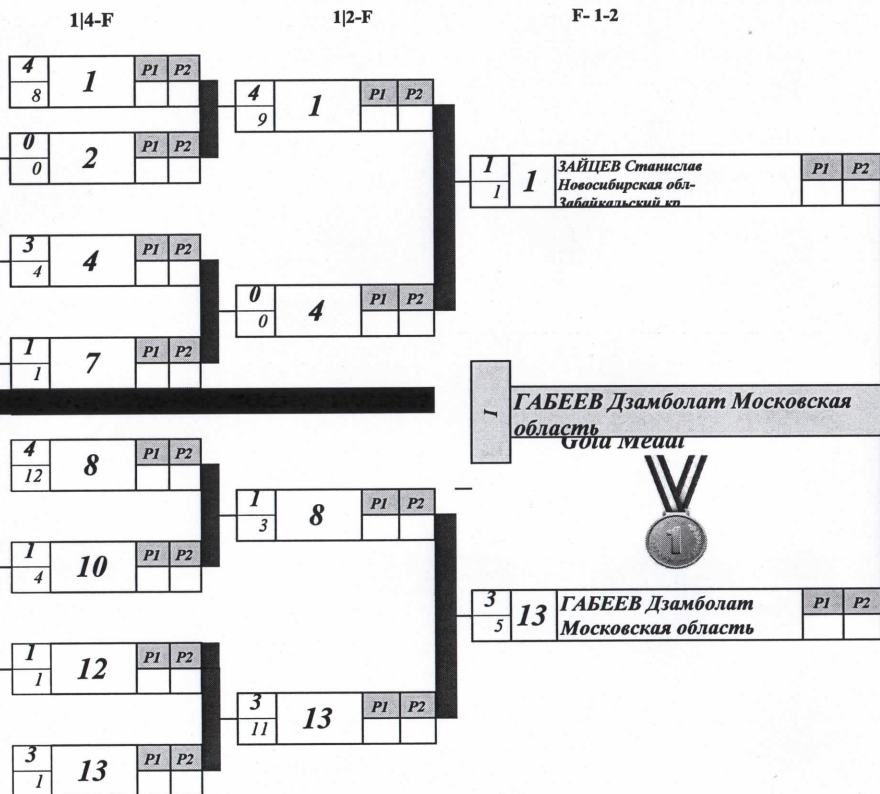 1|4-F 1|2-F F- 1-2
4 8 1 P1 P2
4 9 1 P1 P2
0 0 2 P1 P2
1 1 1 ЗАЙЦЕВ Станислав P1 P2
Новосибирская обл-
Забайкальский кр
3 4 4 P1 P2
0 0 4 P1 P2
1 1 7 P1 P2
I ГАБЕЕВ Дзамболат Московская
область
Gold Medal
4 12 8 P1 P2
1 3 8 P1 P2
1
1 4 10 P1 P2
3 5 13 ГАБЕЕВ Дзамболат P1 P2
Московская область
1 1 12 P1 P2
3 11 13 P1 P2
3 1 13 P1 P2